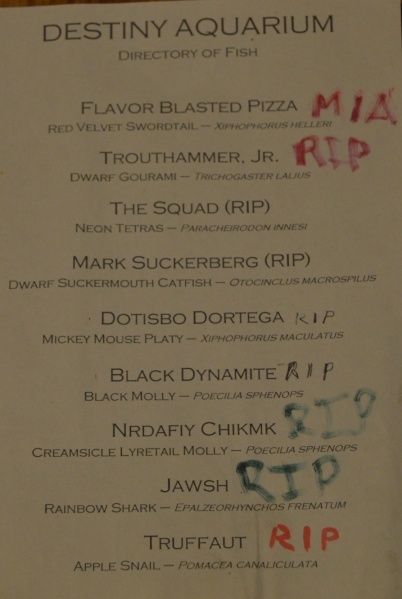 DESTINY AQUARIUM
DIRECTORY OF FISH
FLAVOR BLASTED PIZZA MIA
RED VELVET SWORDTAIL — XIPHOPHORUS HELLERI
TROUTHAMMER, JR. RIP
DWARF GOURAMI — TRICHOGASTER LALIUS
THE SQUAD (RIP)
NEON TETRAS — PARACHEIRODON INNESI
MARK SUCKERBERG (RIP)
DWARF SUCKERMOUTH CATFISH — OTOCINCLUS MACROSPILUS
DOTISBO DORTEGA RIP
MICKEY MOUSE PLATY — XIPHOPHORUS MACULATUS
BLACK DYNAMITE RIP
BLACK MOLLY — POECILIA SPHENOPS
NRDAFIY CHIKMK RIP
CREAMSICLE LYRETAIL MOLLY — POECILIA SPHENOPS
JAWSH RIP
RAINBOW SHARK — EPALZEORHYNCHOS FRENATUM
TRUFFAUT RIP
APPLE SNAIL — POMACEA CANALICULATA